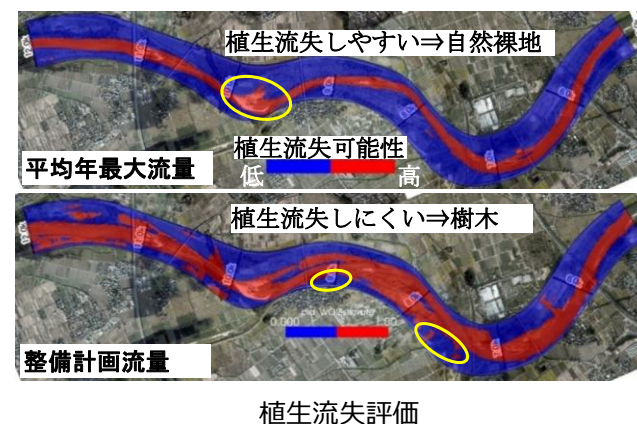 植生流失しやすい⇒自然裸地
植生流失可能性
低 高
平均年最大流量
植生流失しにくい⇒樹木
整備計画流量
植生流失評価